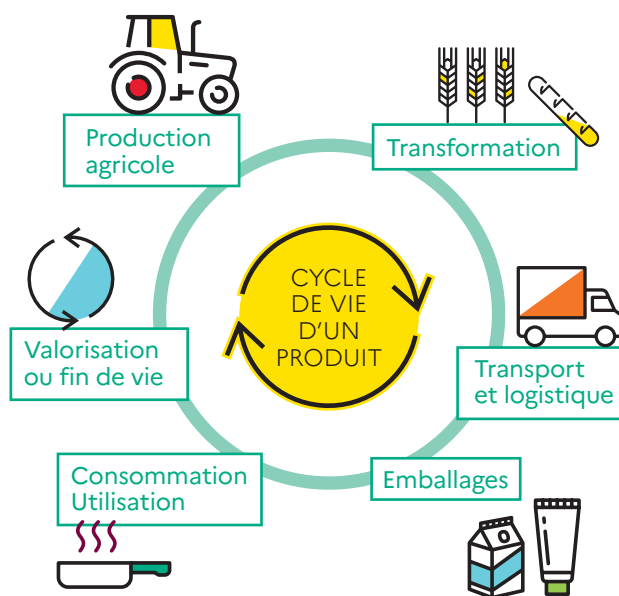 Production
agricole
Transformation
CYCLE
DE VIE
D'UN
PRODUIT
Valorisation
ou fin de vie
Transport
et logistique
Consommation
Utilisation
Emballages